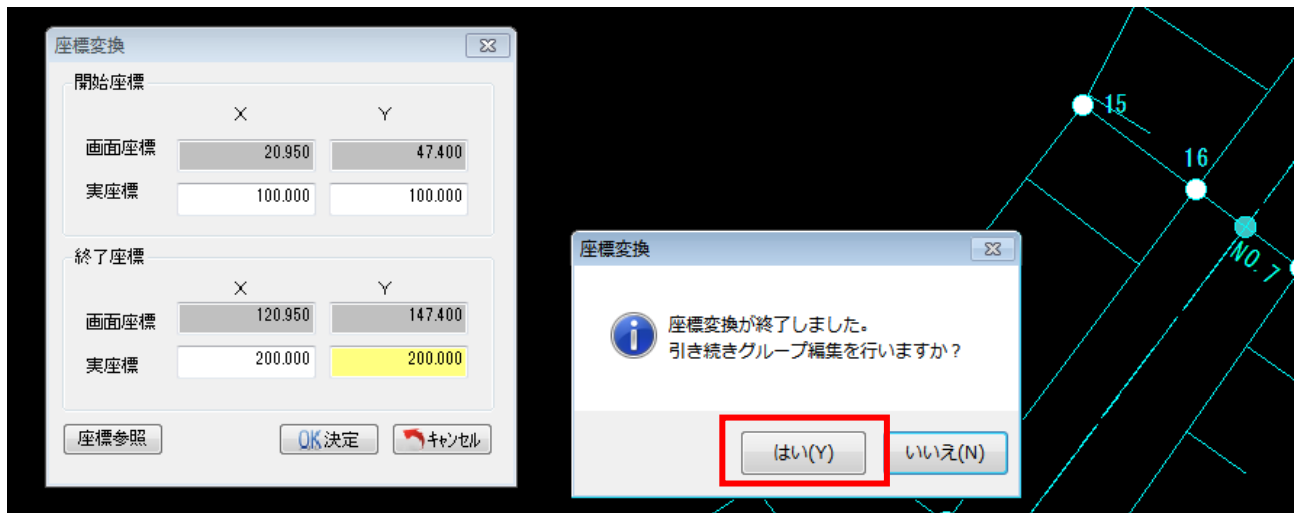 座標変換
開始座標
X Y
画面座標 20.950 47.400
実座標 100.000 100.000
終了座標
X Y
画面座標 120.950 147.400
実座標 200.000 200.000
座標参照 OK 決定 キャンセル
座標変換
座標変換が終了しました。
引き続きグループ編集を行いますか？
はい(Y) いいえ(N)
15
16
NO.7